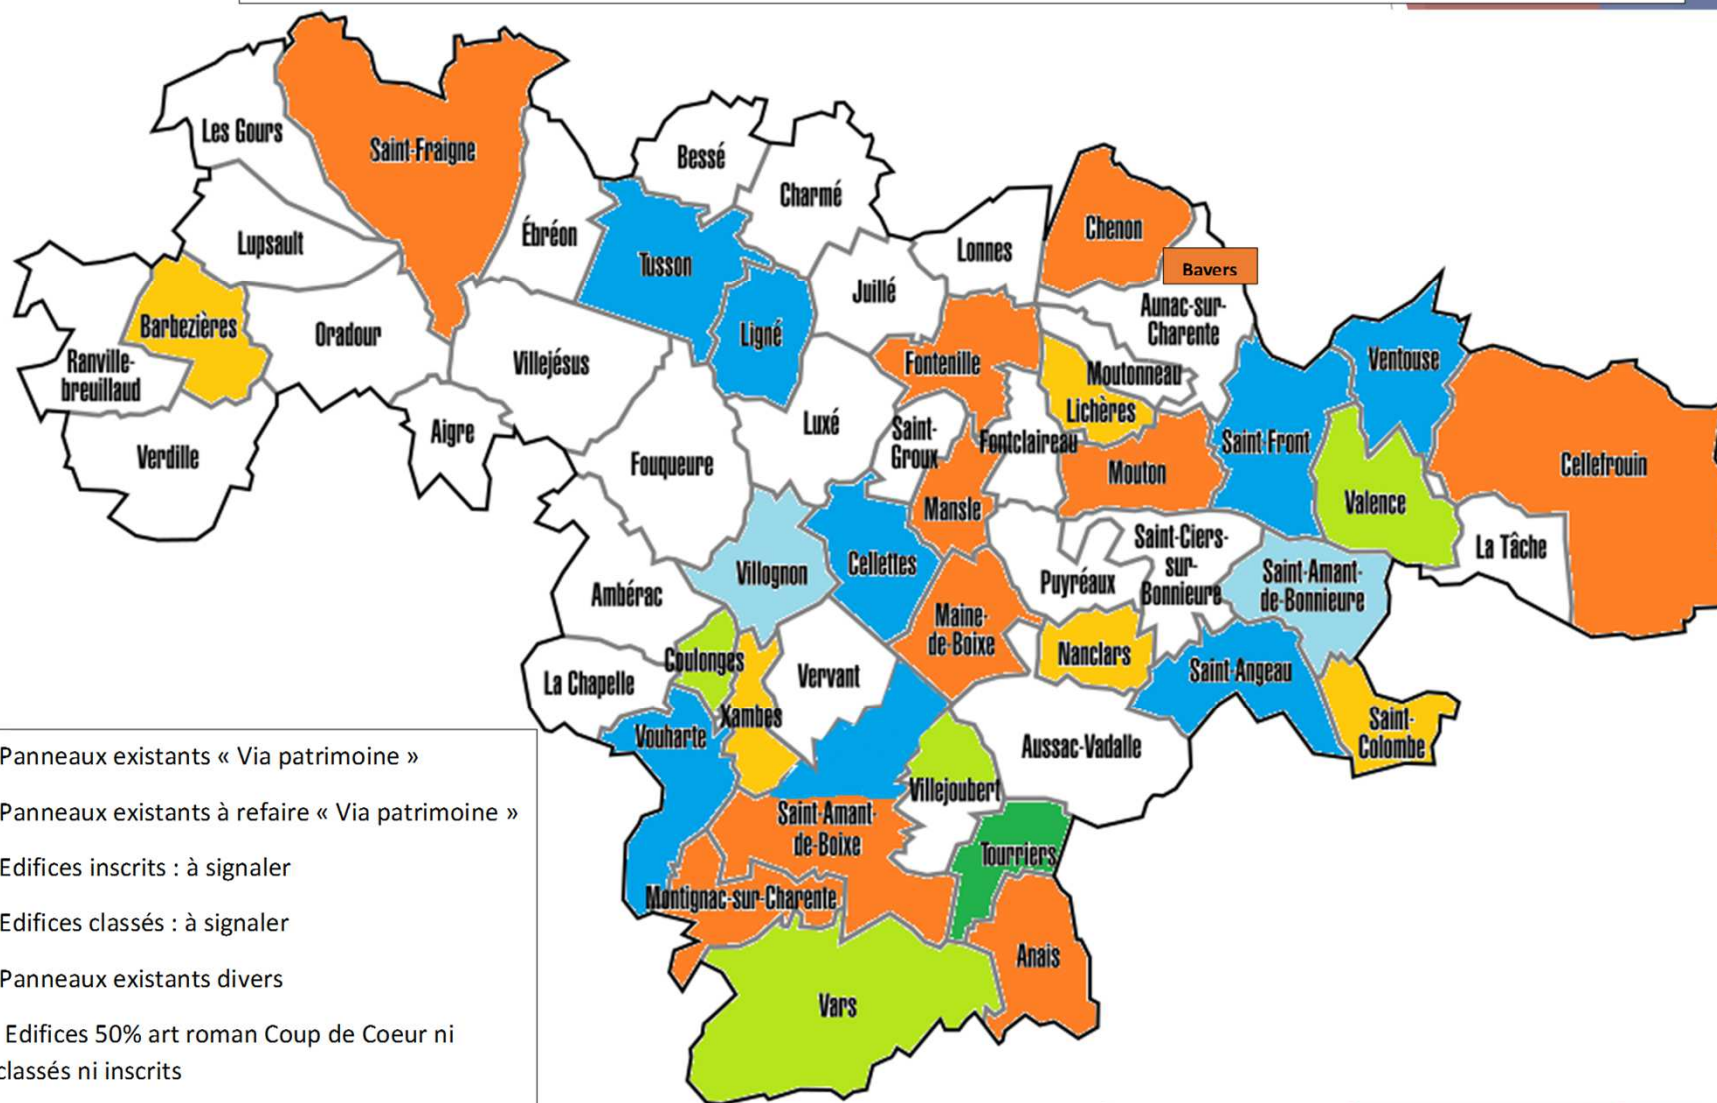 Les Gours
Saint-Fraigne
Bessé
Charmé
Lupsault
Ébréon
Tusson
Lonnes
Chenon
Bavers
Juillé
Aunac-sur-
Charente
Barbezières
Oradour
Ligné
Ranville-
breuillaud
Villejésus
Fontenille
Moutonneau
Ventouse
Lichères
Verdille
Aigre
Luxé
Saint-
Groux
Fontclaireau
Saint-Front
Fouqueure
Mouton
Cellefrouin
Mansle
Valence
La Tâche
Villognon
Cellettes
Saint-Ciers-
sur-
Bonnieure
Puyréaux
Saint-Amant-
de-Bonnieure
Ambérac
Maine-
de-Boixe
Nanclars
Coulonges
Vervant
Saint-Angeau
La Chapelle
Xambes
Saint-
Colombe
Vouharte
Aussac-Vadalle
Villejoubert
Saint-Amant-
de-Boixe
Tourriers
Montignac-sur-Charente
Anais
Vars
Panneaux existants « Via patrimoine »
Panneaux existants à refaire « Via patrimoine »
Edifices inscrits : à signaler
Edifices classés : à signaler
Panneaux existants divers
Edifices 50% art roman Coup de Coeur ni
classés ni inscrits